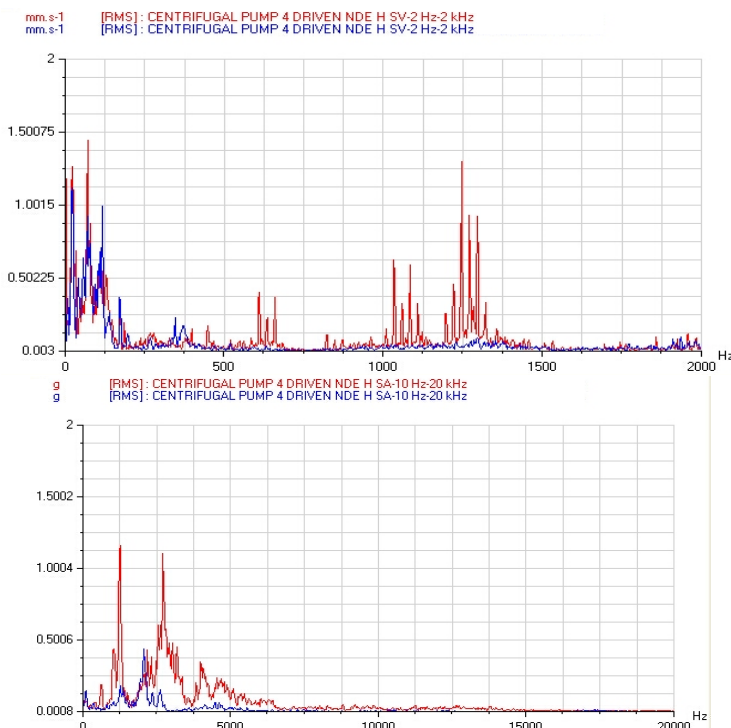 mm.s-1 [RMS] : CENTRIFUGAL PUMP 4 DRIVEN NDE H SV-2 Hz-2 kHz
mm.s-1 [RMS] : CENTRIFUGAL PUMP 4 DRIVEN NDE H SV-2 Hz-2 kHz
2
1.50075
1.0015
0.50225
0.003
0 500 1000 1500 2000 Hz
g [RMS] : CENTRIFUGAL PUMP 4 DRIVEN NDE H SA-10 Hz-20 kHz
g [RMS] : CENTRIFUGAL PUMP 4 DRIVEN NDE H SA-10 Hz-20 kHz
2
1.5002
1.0004
0.5006
0.0008
0 5000 10000 15000 20000 Hz